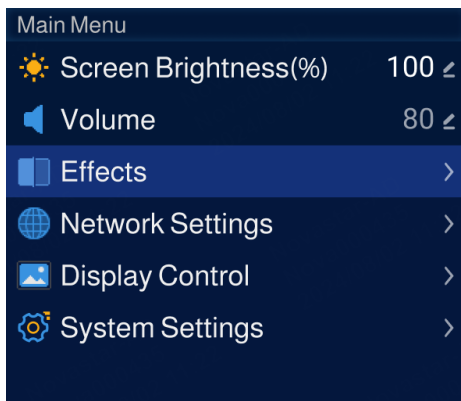 Main Menu
Screen Brightness(%) 100
Volume 80
Effects
Network Settings
Display Control
System Settings